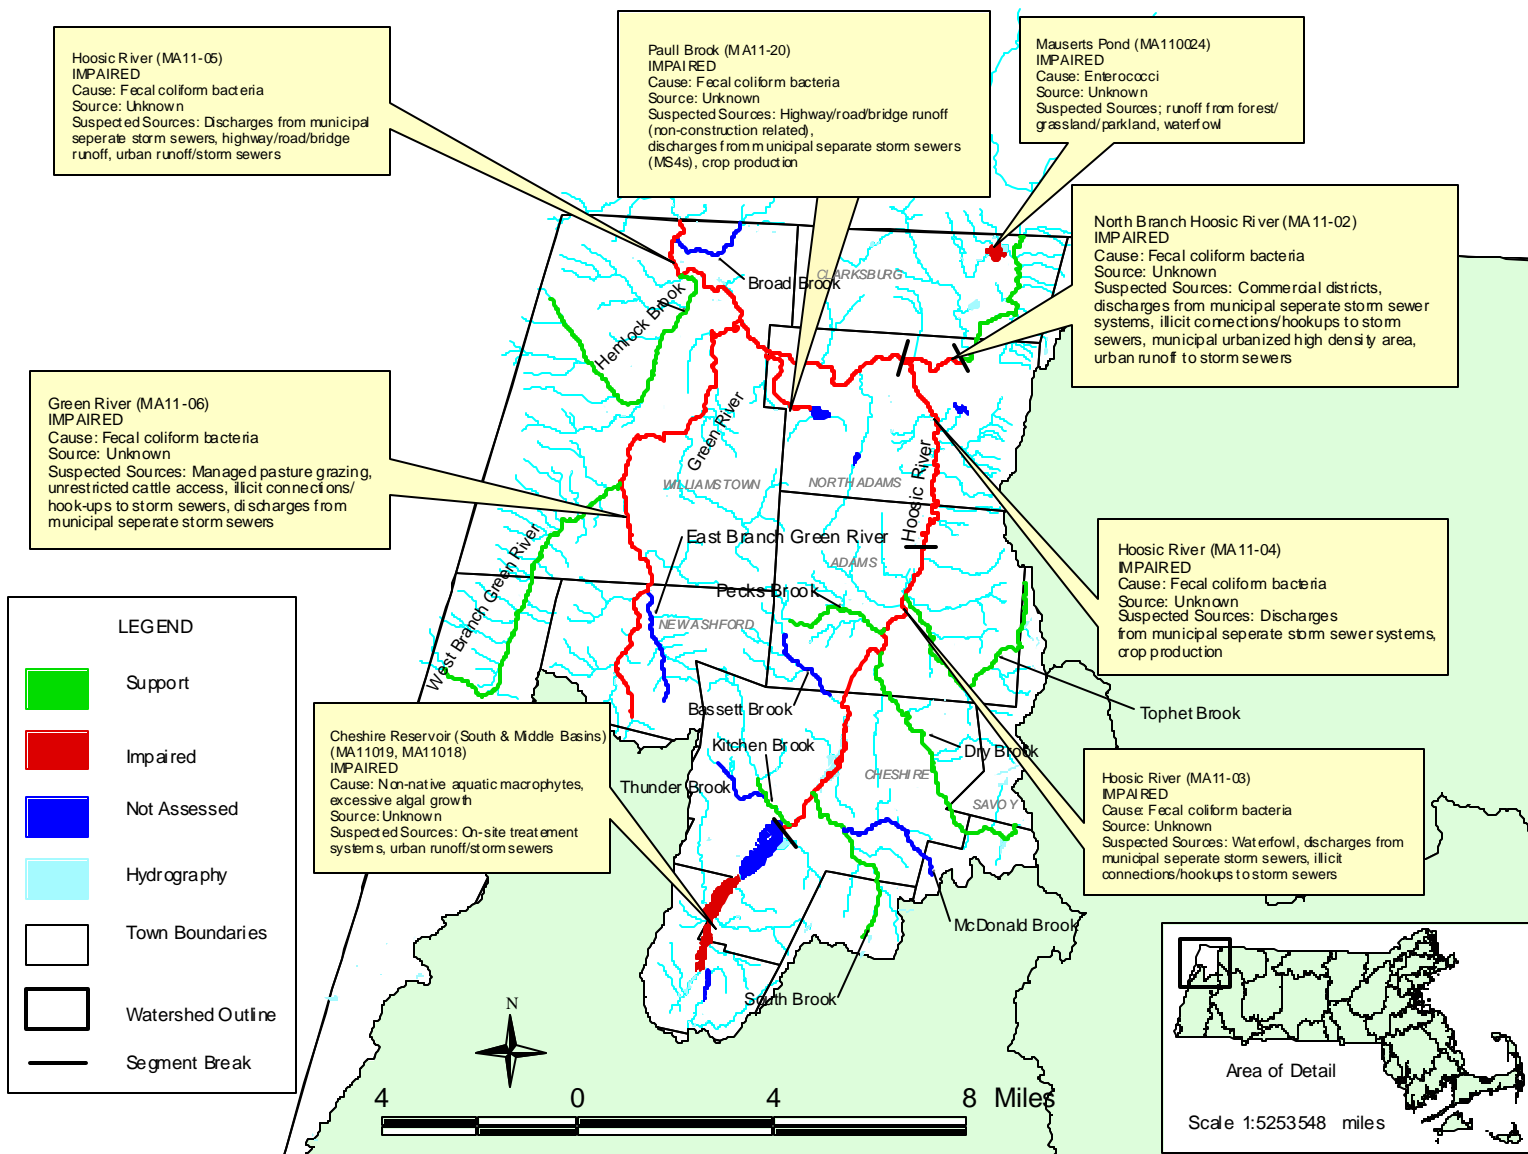 Hoosic River (MA11-05)
IMPAIRED
Cause: Fecal coliform bacteria
Source: Unknown
Suspected Sources: Discharges from municipal
seperate storm sewers, highway/road/bridge
runoff, urban runoff/storm sewers
Paull Brook (MA11-20)
IMPAIRED
Cause: Fecal coliform bacteria
Source: Unknown
Suspected Sources: Highway/road/bridge runoff
(non-construction related),
discharges from municipal separate storm sewers
(MS4s), crop production
Mauserts Pond (MA110024)
IMPAIRED
Cause: Enterococci
Source: Unknown
Suspected Sources; runoff from forest/
grassland/parkland, waterfowl
North Branch Hoosic River (MA11-02)
IMPAIRED
Cause: Fecal coliform bacteria
Source: Unknown
Suspected Sources: Commercial districts,
discharges from municipal seperate storm sewer
systems, illicit connections/hookups to storm
sewers, municipal urbanized high density area,
urban runoff to storm sewers
Green River (MA11-06)
IMPAIRED
Cause: Fecal coliform bacteria
Source: Unknown
Suspected Sources: Managed pasture grazing,
unrestricted cattle access, illicit connections/
hook-ups to storm sewers, discharges from
municipal seperate storm sewers
Hoosic River (MA11-04)
IMPAIRED
Cause: Fecal coliform bacteria
Source: Unknown
Suspected Sources: Discharges
from municipal seperate storm sewer systems,
crop production
Hoosic River (MA11-03)
IMPAIRED
Cause: Fecal coliform bacteria
Source: Unknown
Suspected Sources: Waterfowl, discharges from
municipal seperate storm sewers, illicit
connections/hookups to storm sewers
Cheshire Reservoir (South & Middle Basins)
(MA11019, MA11018)
IMPAIRED
Cause: Non-native aquatic macrophytes,
excessive algal growth
Source: Unknown
Suspected Sources: On-site treatement
systems, urban runoff/storm sewers
CLARKSBURG
Broad Brook
Hemlock Brook
Green River
WILLIAMSTOWN
NORTH ADAMS
Hoosic River
East Branch Green River
ADAMS
West Branch Green River
Pecks Brook
NEW ASHFORD
Bassett Brook
Tophet Brook
Kitchen Brook
Dry Brook
Thunder Brook
CHESHIRE
SAVOY
McDonald Brook
South Brook
LEGEND
Support
Impaired
Not Assessed
Hydrography
Town Boundaries
Watershed Outline
Segment Break
N
4 0 4 8 Miles
Area of Detail
Scale 1:5253548 miles